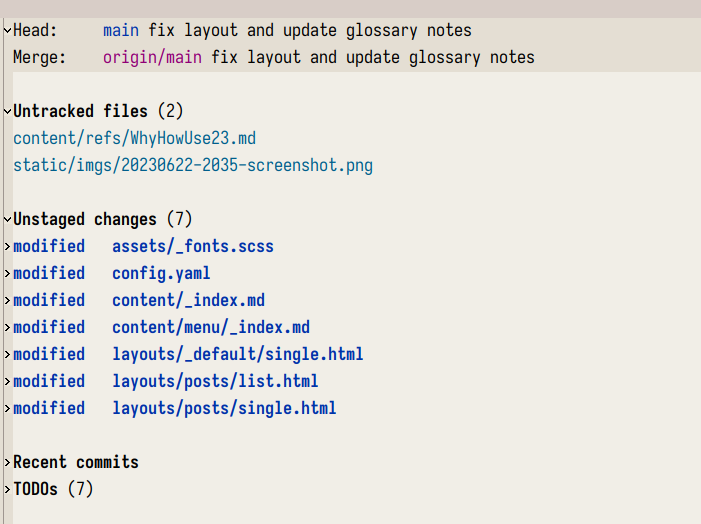 Head:     main fix layout and update glossary notes
Merge:    origin/main fix layout and update glossary notes
Untracked files (2)
content/refs/WhyHowUse23.md
static/imgs/20230622-2035-screenshot.png
Unstaged changes (7)
modified   assets/_fonts.scss
modified   config.yaml
modified   content/_index.md
modified   content/menu/_index.md
modified   layouts/_default/single.html
modified   layouts/posts/list.html
modified   layouts/posts/single.html
Recent commits
TODOs (7)